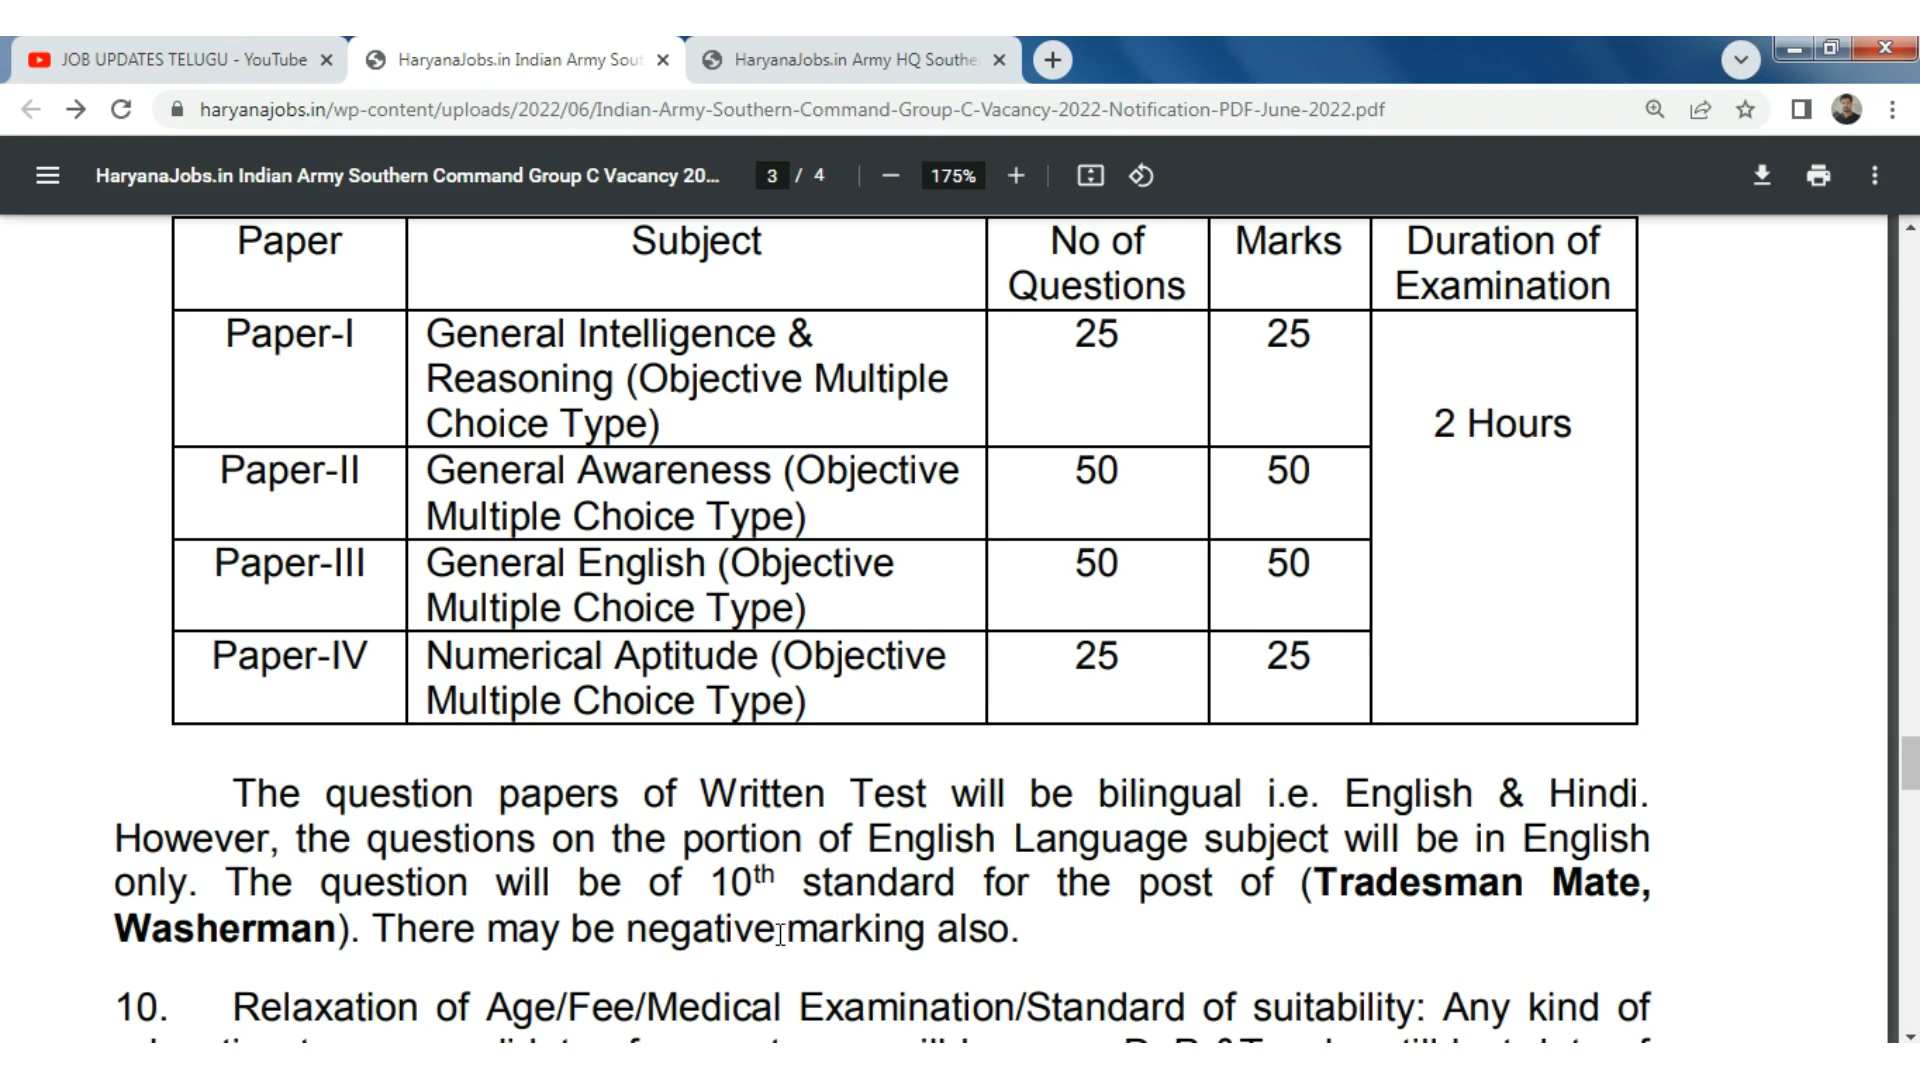 JOB UPDATES TELUGU - YouTube
HaryanaJobs.in Indian Army Sout
HaryanaJobs.in Army HQ Southe
haryanajobs.in/wp-content/uploads/2022/06/Indian-Army-Southern-Command-Group-C-Vacancy-2022-Notification-PDF-June-2022.pdf
HaryanaJobs.in Indian Army Southern Command Group C Vacancy 20... 3 / 4 175%
Paper Subject No of Questions Marks Duration of Examination
Paper-I General Intelligence & 25 25
Reasoning (Objective Multiple
Choice Type) 2 Hours
Paper-II General Awareness (Objective 50 50
Multiple Choice Type)
Paper-III General English (Objective 50 50
Multiple Choice Type)
Paper-IV Numerical Aptitude (Objective 25 25
Multiple Choice Type)
The question papers of Written Test will be bilingual i.e. English & Hindi.
However, the questions on the portion of English Language subject will be in English
only. The question will be of 10th standard for the post of (Tradesman Mate,
Washerman). There may be negative marking also.
10. Relaxation of Age/Fee/Medical Examination/Standard of suitability: Any kind of